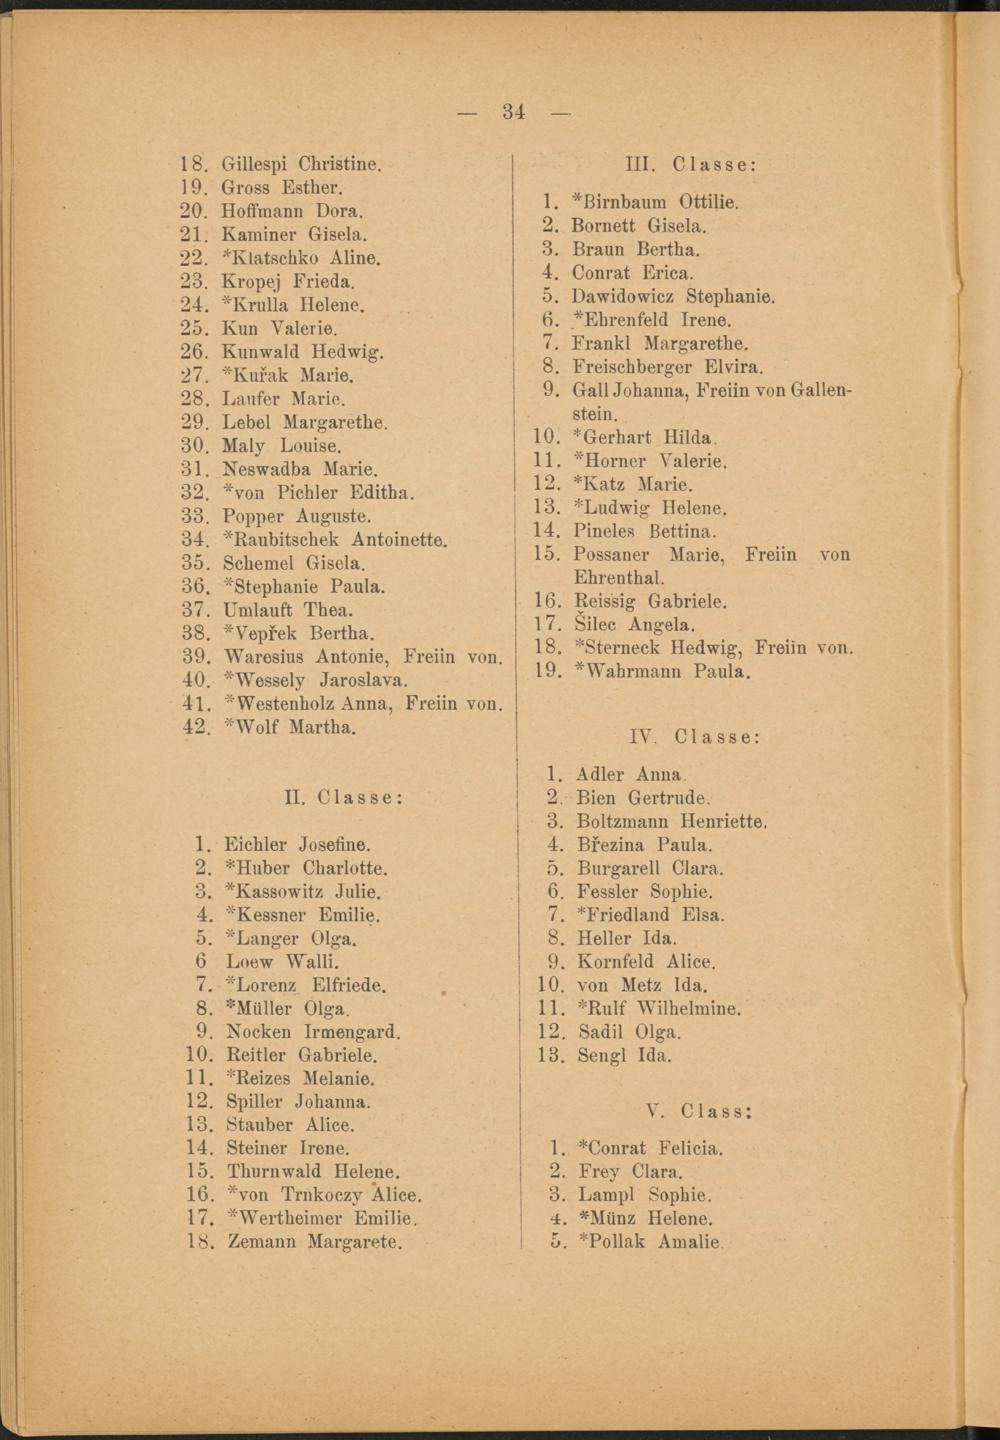 — 34 —
18. Gillespi Christine.
19. Gross Esther.
20. Hoffmann Dora.
21. Kaminer Gisela.
22. *Klatschko Aline.
23. Kropej Frieda.
24. *Krulla Helene.
25. Kun Valerie.
26. Kunwald Hedwig.
27. *Kuřak Marie.
28. Laufer Marie.
29. Lebel Margarethe.
30. Maly Louise.
31. Neswadba Marie.
32. *von Pichler Editha.
33. Popper Auguste.
34. *Raubitschek Antoinette.
35. Schemel Gisela.
36. *Stephanie Paula.
37. Umlauft Thea.
38. *Vepřek Bertha.
39. Waresius Antonie, Freiin von.
40. *Wessely Jaroslava.
41. *Westenholz Anna, Freiin von.
42. *Wolf Martha.
II. Classe:
1. Eichler Josefine.
2. *Huber Charlotte.
3. *Kassowitz Julie.
4. *Kessner Emilie.
5. *Langer Olga.
6 Loew Walli.
7. *Lorenz Elfriede.
8. *Müller Olga.
9. Nocken Irmengard.
10. Reitler Gabriele.
11. *Reizes Melanie.
12. Spiller Johanna.
13. Stauber Alice.
14. Steiner Irene.
15. Thurnwald Helene.
16. *von Trnkoczy Alice.
17. *Wertheimer Emilie.
18. Zemann Margarete.
III. Classe:
1. *Birnbaum Ottilie.
2. Bornett Gisela.
3. Braun Bertha.
4. Conrat Erica.
5. Dawidowicz Stephanie.
6. *Ehrenfeld Irene.
7. Frankl Margarethe.
8. Freischberger Elvira.
9. Gall Johanna, Freiin von Gallen-
stein.
10. *Gerhart Hilda.
11. *Horner Valerie.
12. *Katz Marie.
13. *Ludwig Helene.
14. Pineles Bettina.
15. Possaner Marie, Freiin von
Ehrenthal.
16. Reissig Gabriele.
17. Šilec Angela.
18. *Sterneck Hedwig, Freiin von.
19. *Wahrmann Paula.
IV. Classe:
1. Adler Anna.
2. Bien Gertrude.
3. Boltzmann Henriette.
4. Březina Paula.
5. Burgarell Clara.
6. Fessler Sophie.
7. *Friedland Elsa.
8. Heller Ida.
9. Kornfeld Alice.
10. von Metz Ida.
11. *Rulf Wilhelmine.
12. Sadil Olga.
13. Sengl Ida.
V. Class:
1. *Conrat Felicia.
2. Frey Clara.
3. Lampl Sophie.
4. *Münz Helene.
5. *Pollak Amalie.